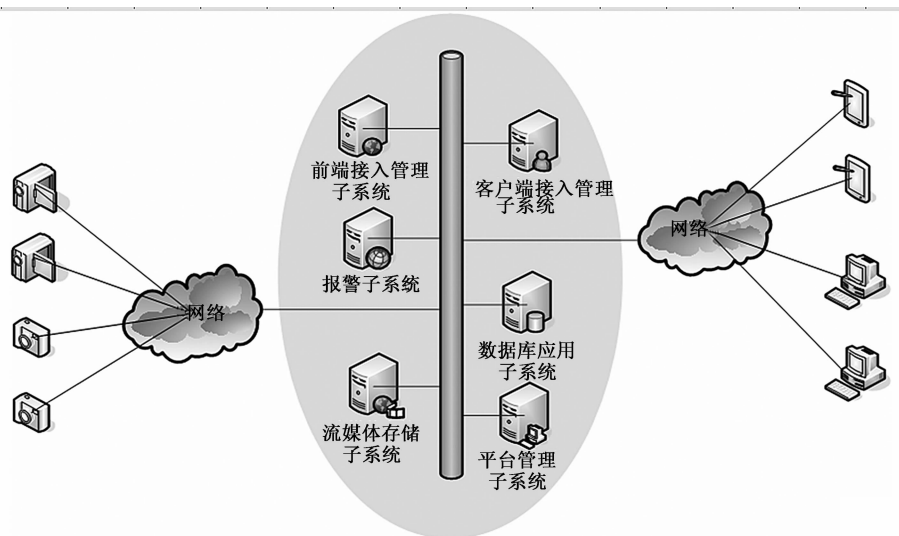 前端接入管理
子系统
客户端接入管理
子系统
网络
报警子系统
网络
数据库应用
子系统
流媒体存储
子系统
平台管理
子系统